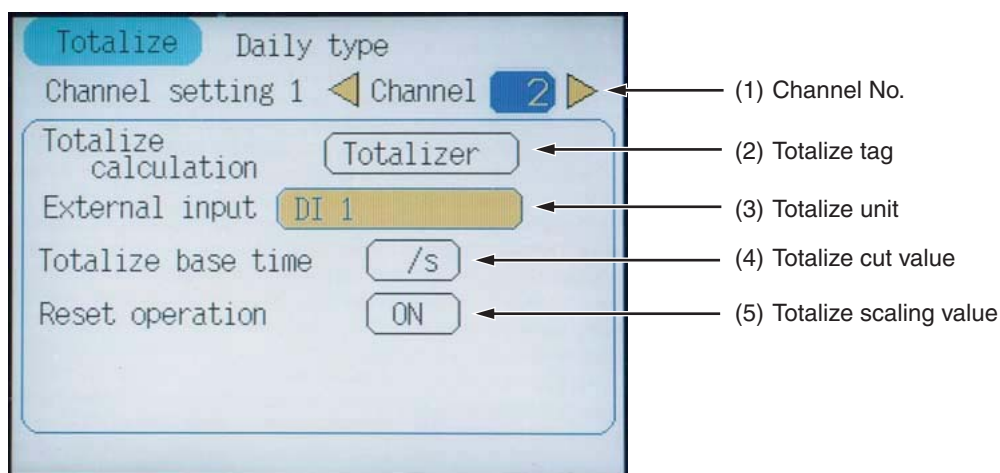 Totalize Daily type
Channel setting 1 Channel 2
(1) Channel No.
Totalize
calculation Totalizer
(2) Totalize tag
External input DI 1
(3) Totalize unit
Totalize base time /s
(4) Totalize cut value
Reset operation ON
(5) Totalize scaling value